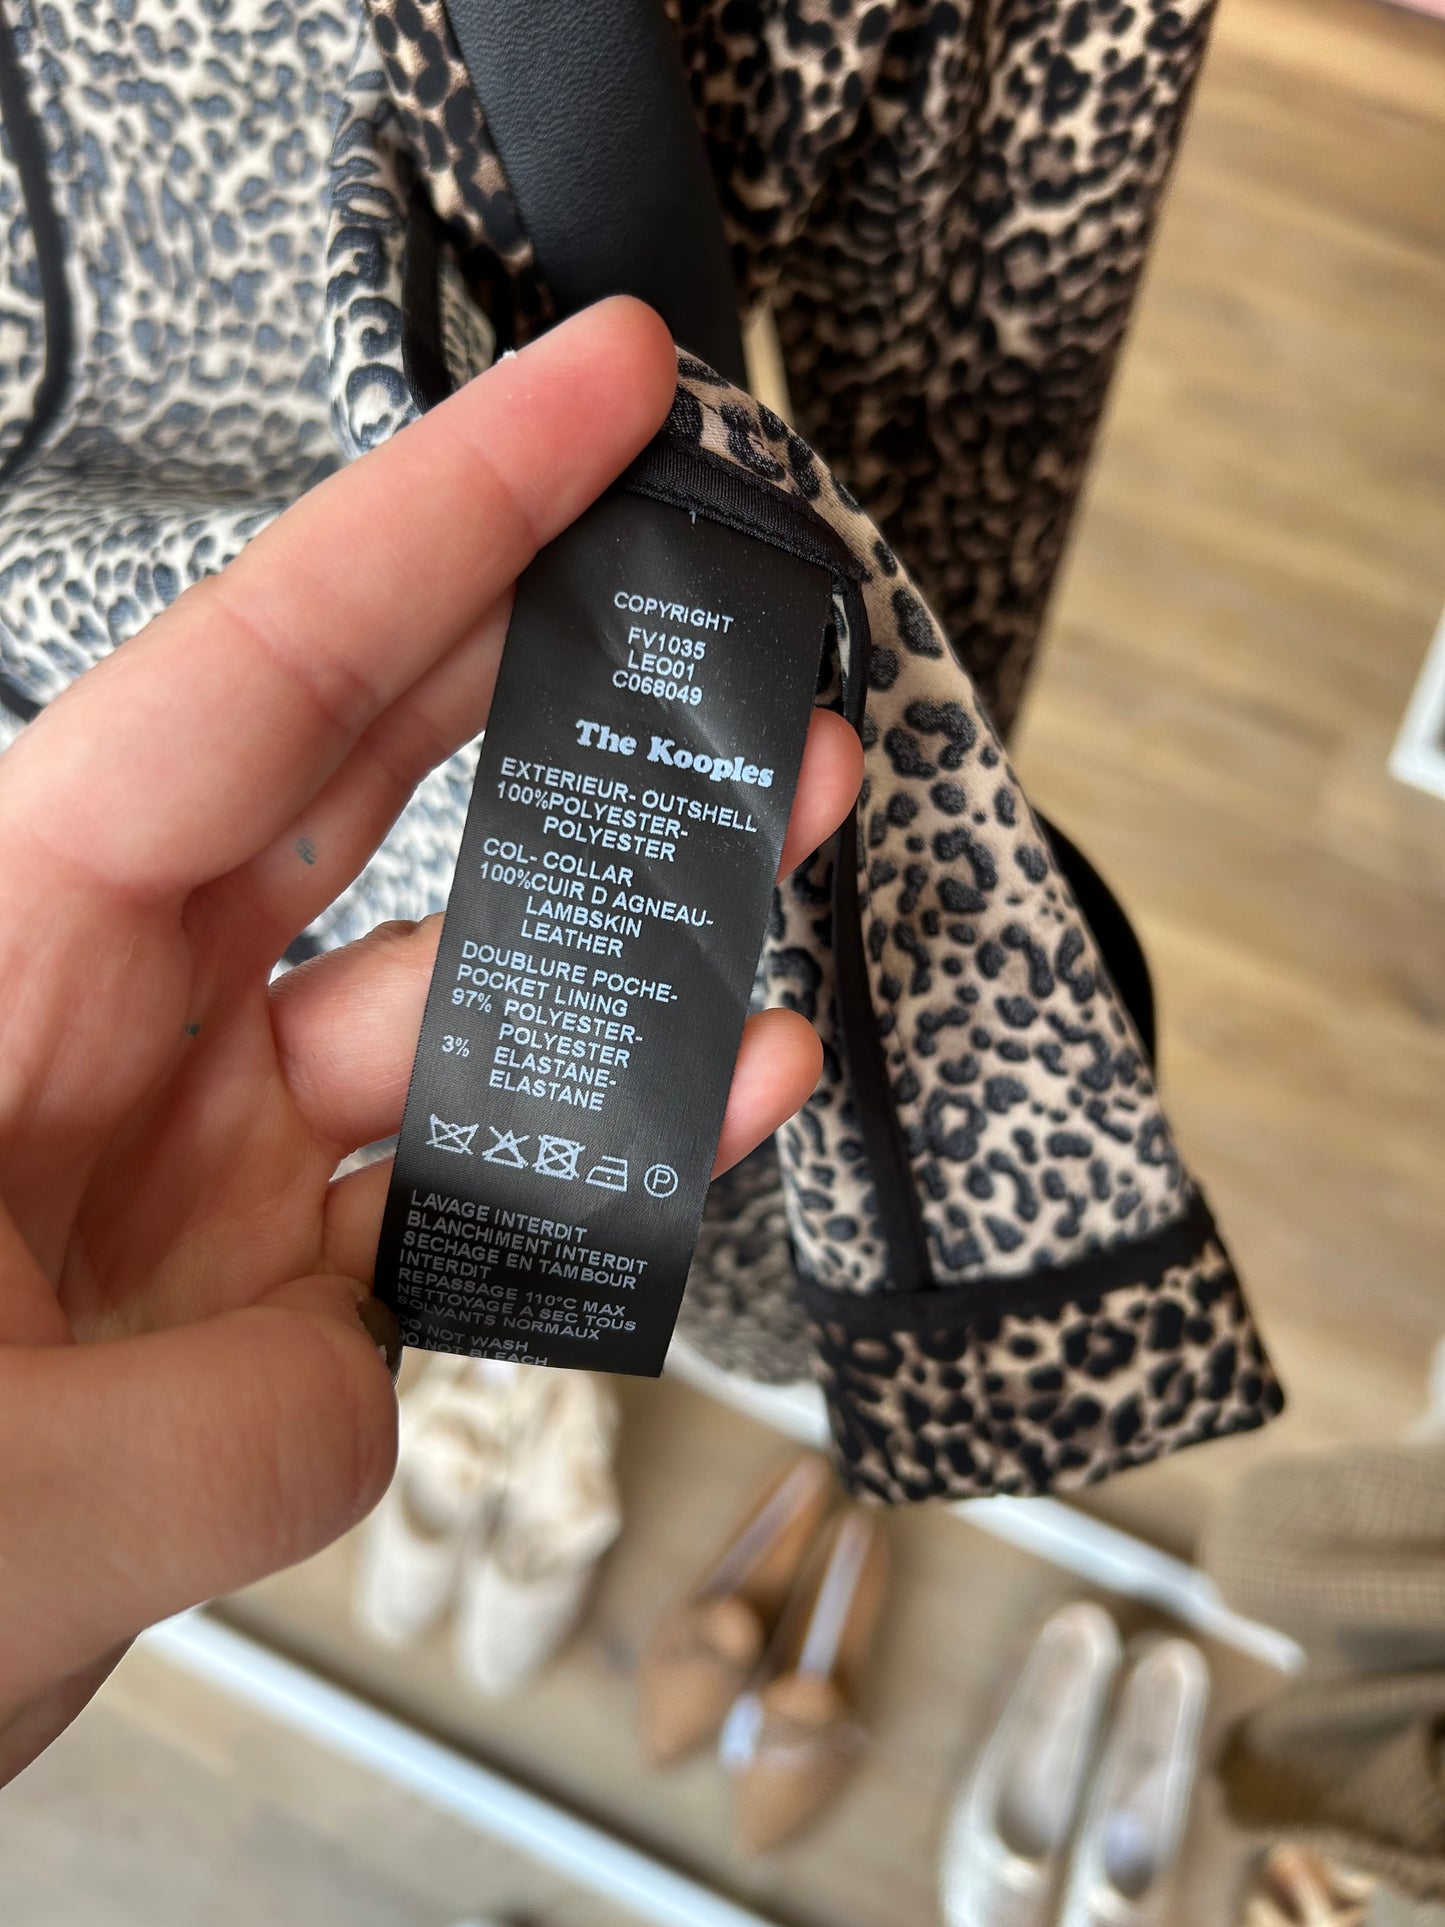 COPYRIGHT
FV1035
LEO01
C068049
The Kooples
EXTERIEUR- OUTSHELL
100%POLYESTER-
POLYESTER
COL- COLLAR
100%CUIR D AGNEAU-
LAMBSKIN
LEATHER
DOUBLURE POCHE-
POCKET LINING
97% POLYESTER-
POLYESTER
3% ELASTANE-
ELASTANE
P
LAVAGE INTERDIT
BLANCHIMENT INTERDIT
SECHAGE EN TAMBOUR
INTERDIT
REPASSAGE 110°C MAX
NETTOYAGE A SEC TOUS
SOLVANTS NORMAUX
DO NOT WASH
DO NOT BLEACH